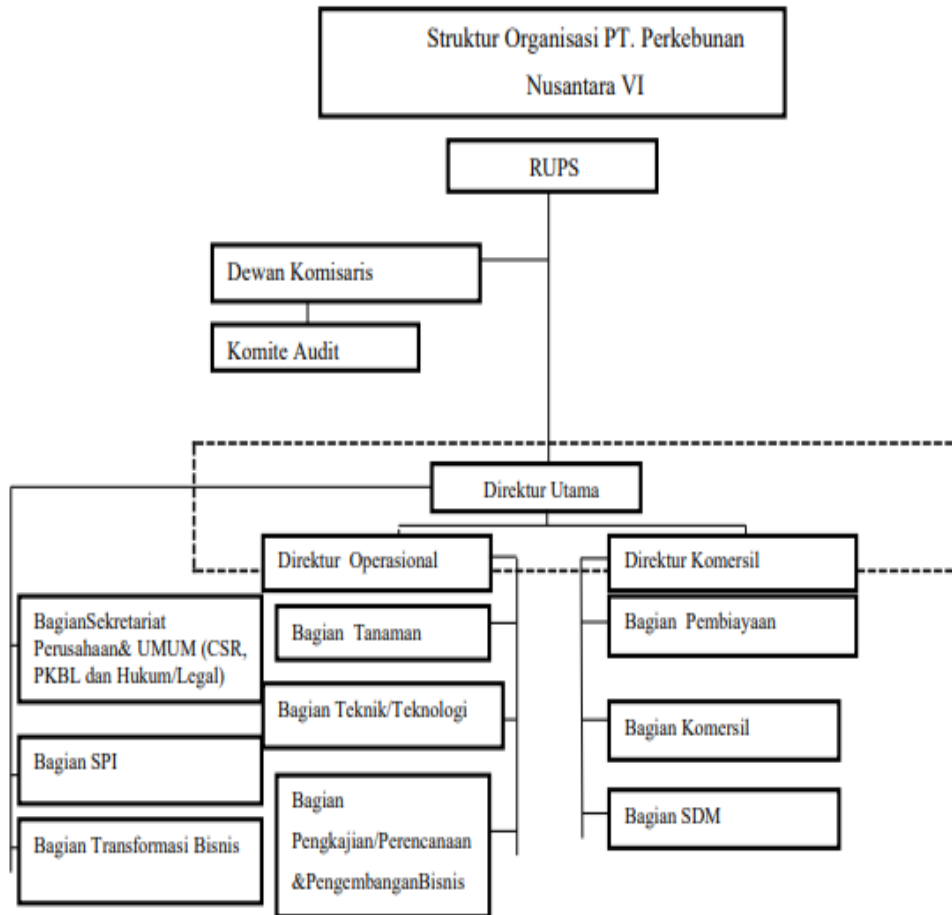 Struktur Organisasi PT. Perkebunan
Nusantara VI
RUPS
Dewan Komisaris
Komite Audit
Direktur Utama
Direktur Operasional
Direktur Komersil
BagianSekretariat
Perusahaan& UMUM (CSR,
PKBL dan Hukum/Legal)
Bagian SPI
Bagian Transformasi Bisnis
Bagian Tanaman
Bagian Teknik/Teknologi
Bagian
Pengkajian/Perencanaan
&PengembanganBisnis
Bagian Pembiayaan
Bagian Komersil
Bagian SDM